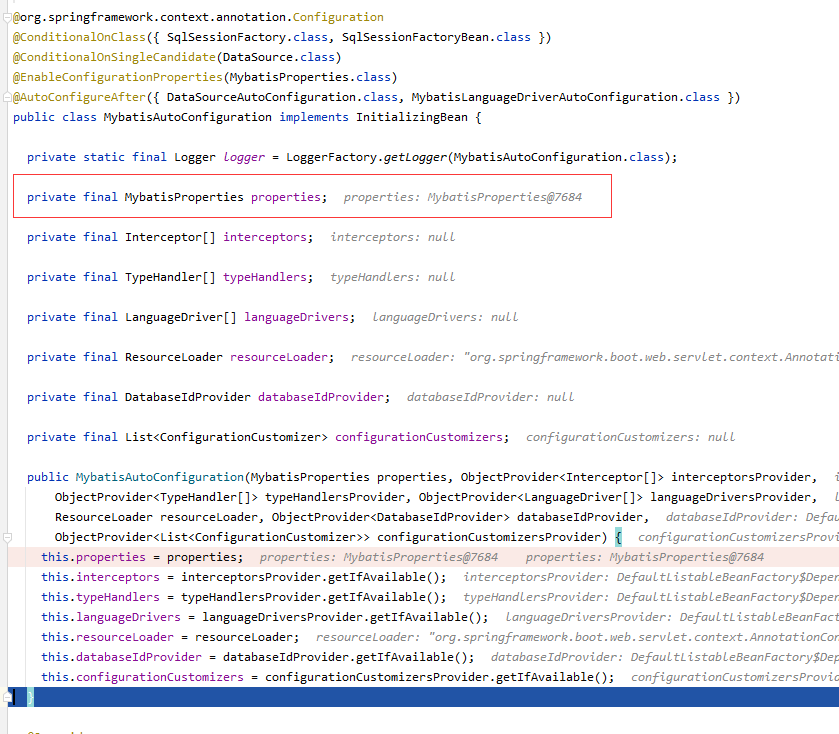 @org.springframework.context.annotation.Configuration
@ConditionalOnClass({ SqlSessionFactory.class, SqlSessionFactoryBean.class })
@ConditionalOnSingleCandidate(DataSource.class)
@EnableConfigurationProperties(MybatisProperties.class)
@AutoConfigureAfter({ DataSourceAutoConfiguration.class, MybatisLanguageDriverAutoConfiguration.class })
public class MybatisAutoConfiguration implements InitializingBean {
private static final Logger logger = LoggerFactory.getLogger(MybatisAutoConfiguration.class);
private final MybatisProperties properties; properties: MybatisProperties@7684
private final Interceptor[] interceptors; interceptors: null
private final TypeHandler[] typeHandlers; typeHandlers: null
private final LanguageDriver[] languageDrivers; languageDrivers: null
private final ResourceLoader resourceLoader; resourceLoader: "org.springframework.boot.web.servlet.context.Annotati
private final DatabaseIdProvider databaseIdProvider; databaseIdProvider: null
private final List<ConfigurationCustomizer> configurationCustomizers; configurationCustomizers: null
public MybatisAutoConfiguration(MybatisProperties properties, ObjectProvider<Interceptor[]> interceptorsProvider,
ObjectProvider<TypeHandler[]> typeHandlersProvider, ObjectProvider<LanguageDriver[]> languageDriversProvider,
ResourceLoader resourceLoader, ObjectProvider<DatabaseIdProvider> databaseIdProvider, databaseIdProvider: Defau
ObjectProvider<List<ConfigurationCustomizer>> configurationCustomizersProvider) { configurationCustomizersProvi
this.properties = properties; properties: MybatisProperties@7684 properties: MybatisProperties@7684
this.interceptors = interceptorsProvider.getIfAvailable(); interceptorsProvider: DefaultListableBeanFactory$Depen
this.typeHandlers = typeHandlersProvider.getIfAvailable(); typeHandlersProvider: DefaultListableBeanFactory$Depen
this.languageDrivers = languageDriversProvider.getIfAvailable(); languageDriversProvider: DefaultListableBeanFact
this.resourceLoader = resourceLoader; resourceLoader: "org.springframework.boot.web.servlet.context.AnnotationCon
this.databaseIdProvider = databaseIdProvider.getIfAvailable(); databaseIdProvider: DefaultListableBeanFactory$Dep
this.configurationCustomizers = configurationCustomizersProvider.getIfAvailable(); configurationCustomizersProvid
}